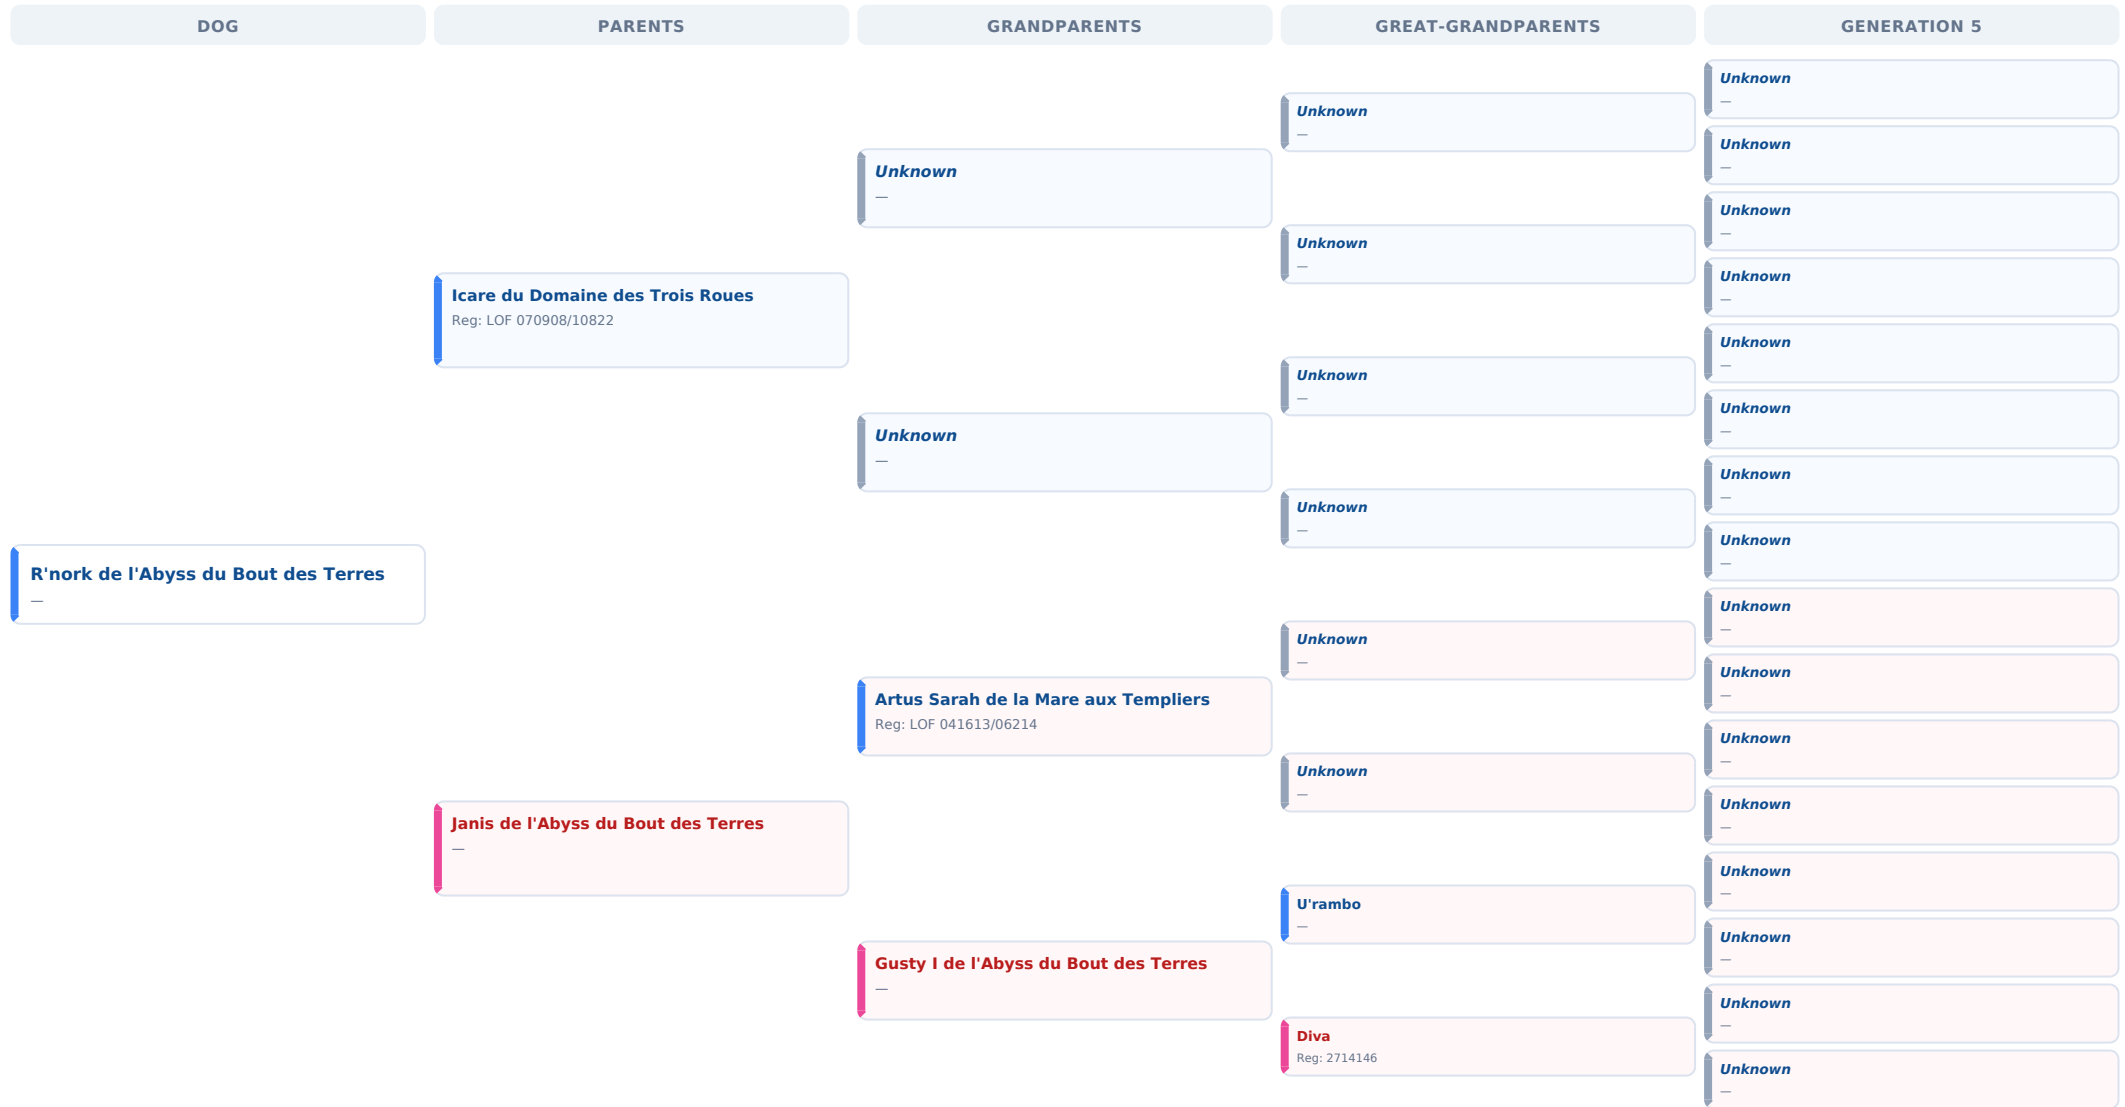 DOG
PARENTS
GRANDPARENTS
GREAT-GRANDPARENTS
GENERATION 5
R'nork de l'Abyss du Bout des Terres
—
Icare du Domaine des Trois Roues
Reg: LOF 070908/10822
Janis de l'Abyss du Bout des Terres
—
Unknown
—
Unknown
—
Artus Sarah de la Mare aux Templiers
Reg: LOF 041613/06214
Gusty I de l'Abyss du Bout des Terres
—
Unknown
—
Unknown
—
Unknown
—
Unknown
—
Unknown
—
Unknown
—
U'rambo
—
Diva
Reg: 2714146
Unknown
—
Unknown
—
Unknown
—
Unknown
—
Unknown
—
Unknown
—
Unknown
—
Unknown
—
Unknown
—
Unknown
—
Unknown
—
Unknown
—
Unknown
—
Unknown
—
Unknown
—
Unknown
—